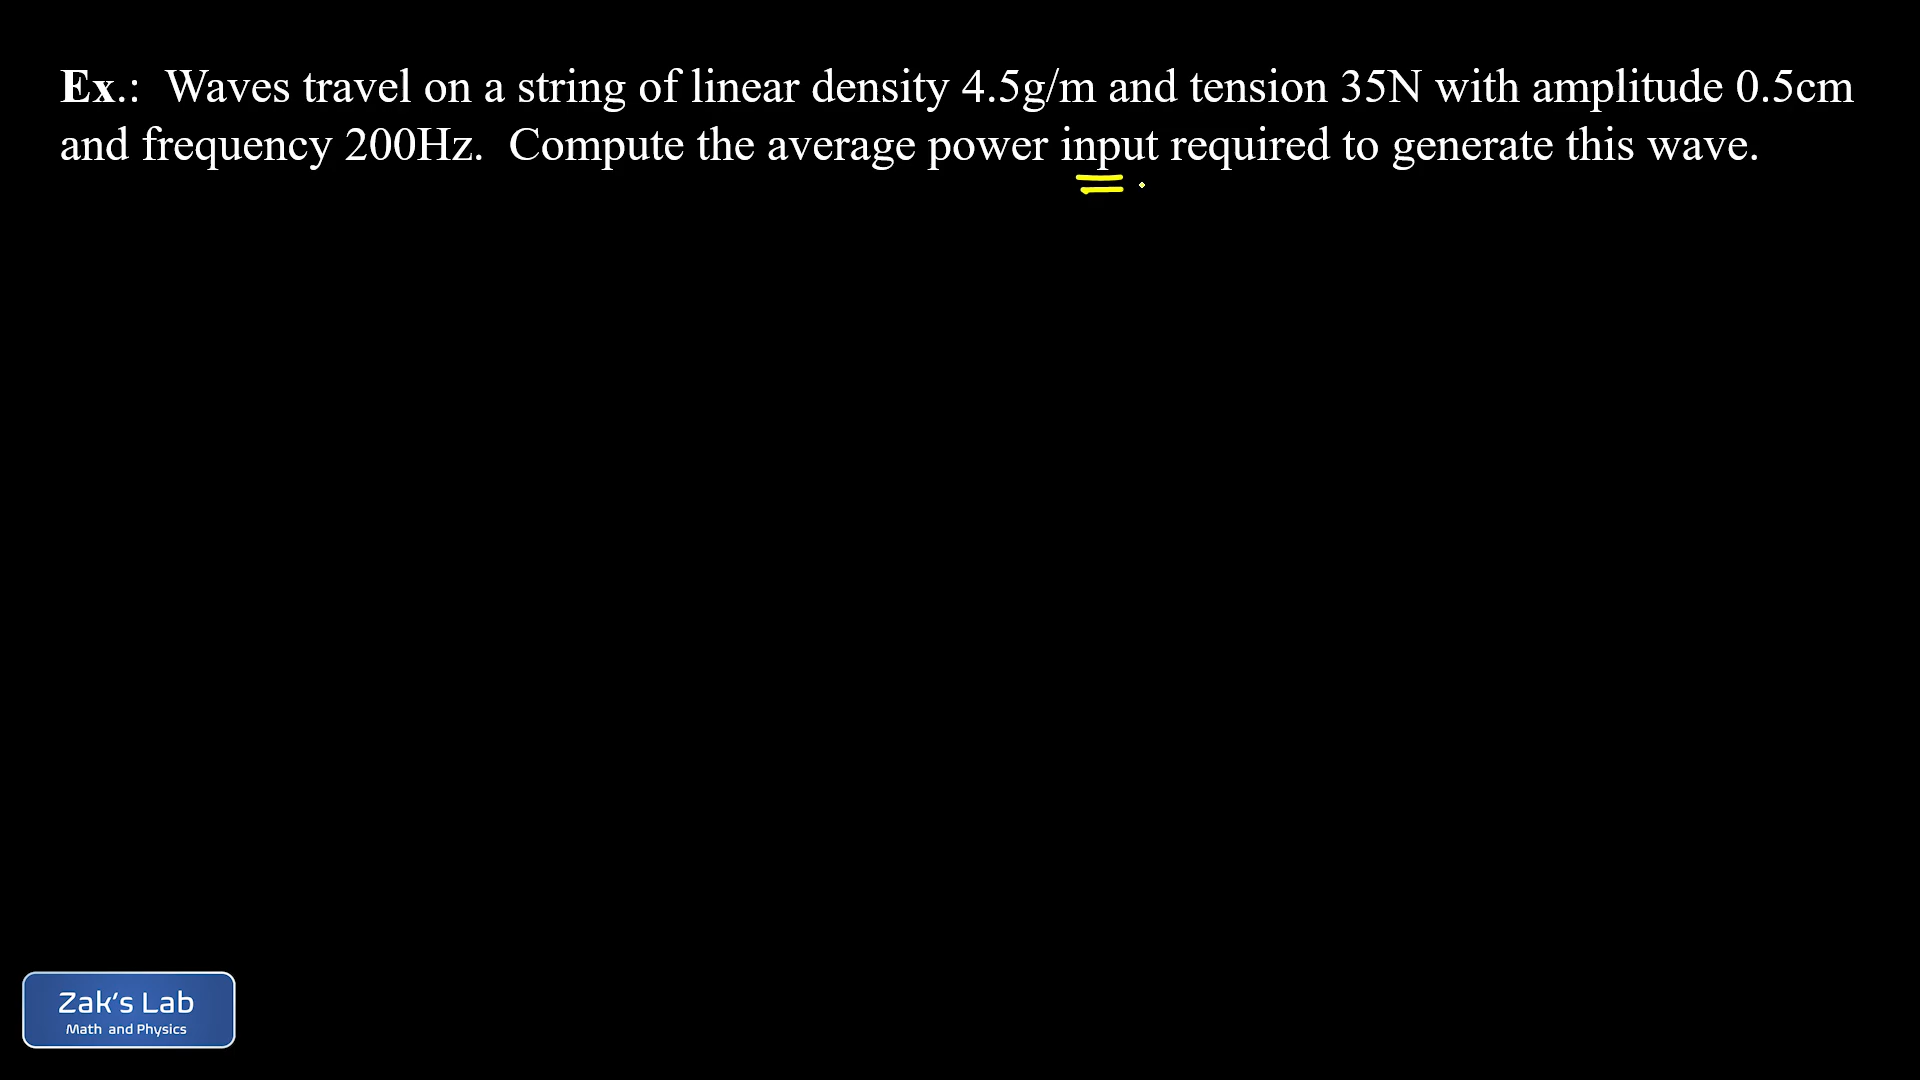 Ex.: Waves travel on a string of linear density 4.5g/m and tension 35N with amplitude 0.5cm
and frequency 200Hz. Compute the average power input required to generate this wave.
Zak's Lab
Math and Physics